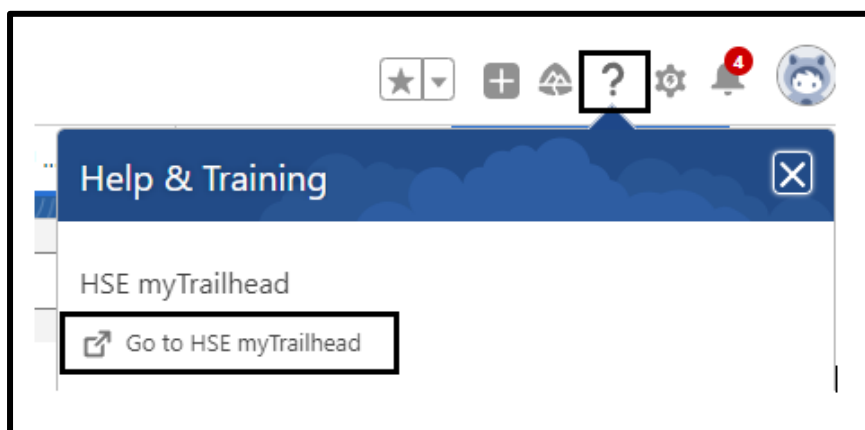 ?
4
...
Help & Training
HSE myTrailhead
Go to HSE myTrailhead